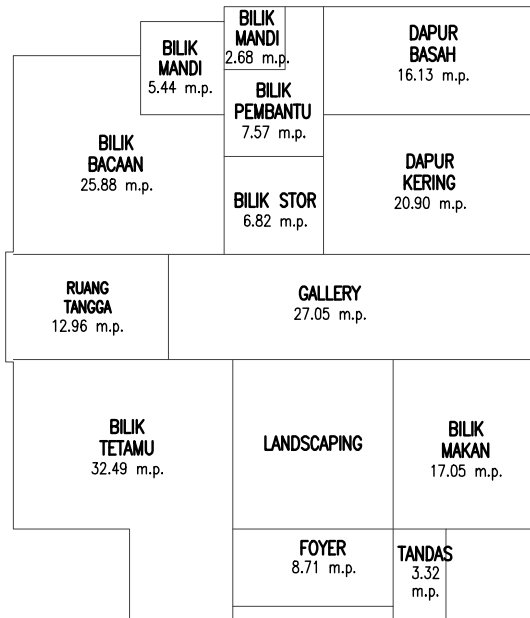 BILIK
MANDI
5.44 m.p.
BILIK
MANDI
2.68 m.p.
DAPUR
BASAH
16.13 m.p.
BILIK
PEMBANTU
7.57 m.p.
BILIK
BACAAN
25.88 m.p.
DAPUR
KERING
20.90 m.p.
BILIK STOR
6.82 m.p.
RUANG
TANGGA
12.96 m.p.
GALLERY
27.05 m.p.
BILIK
TETAMU
32.49 m.p.
LANDSCAPING
BILIK
MAKAN
17.05 m.p.
FOYER
8.71 m.p.
TANDAS
3.32
m.p.